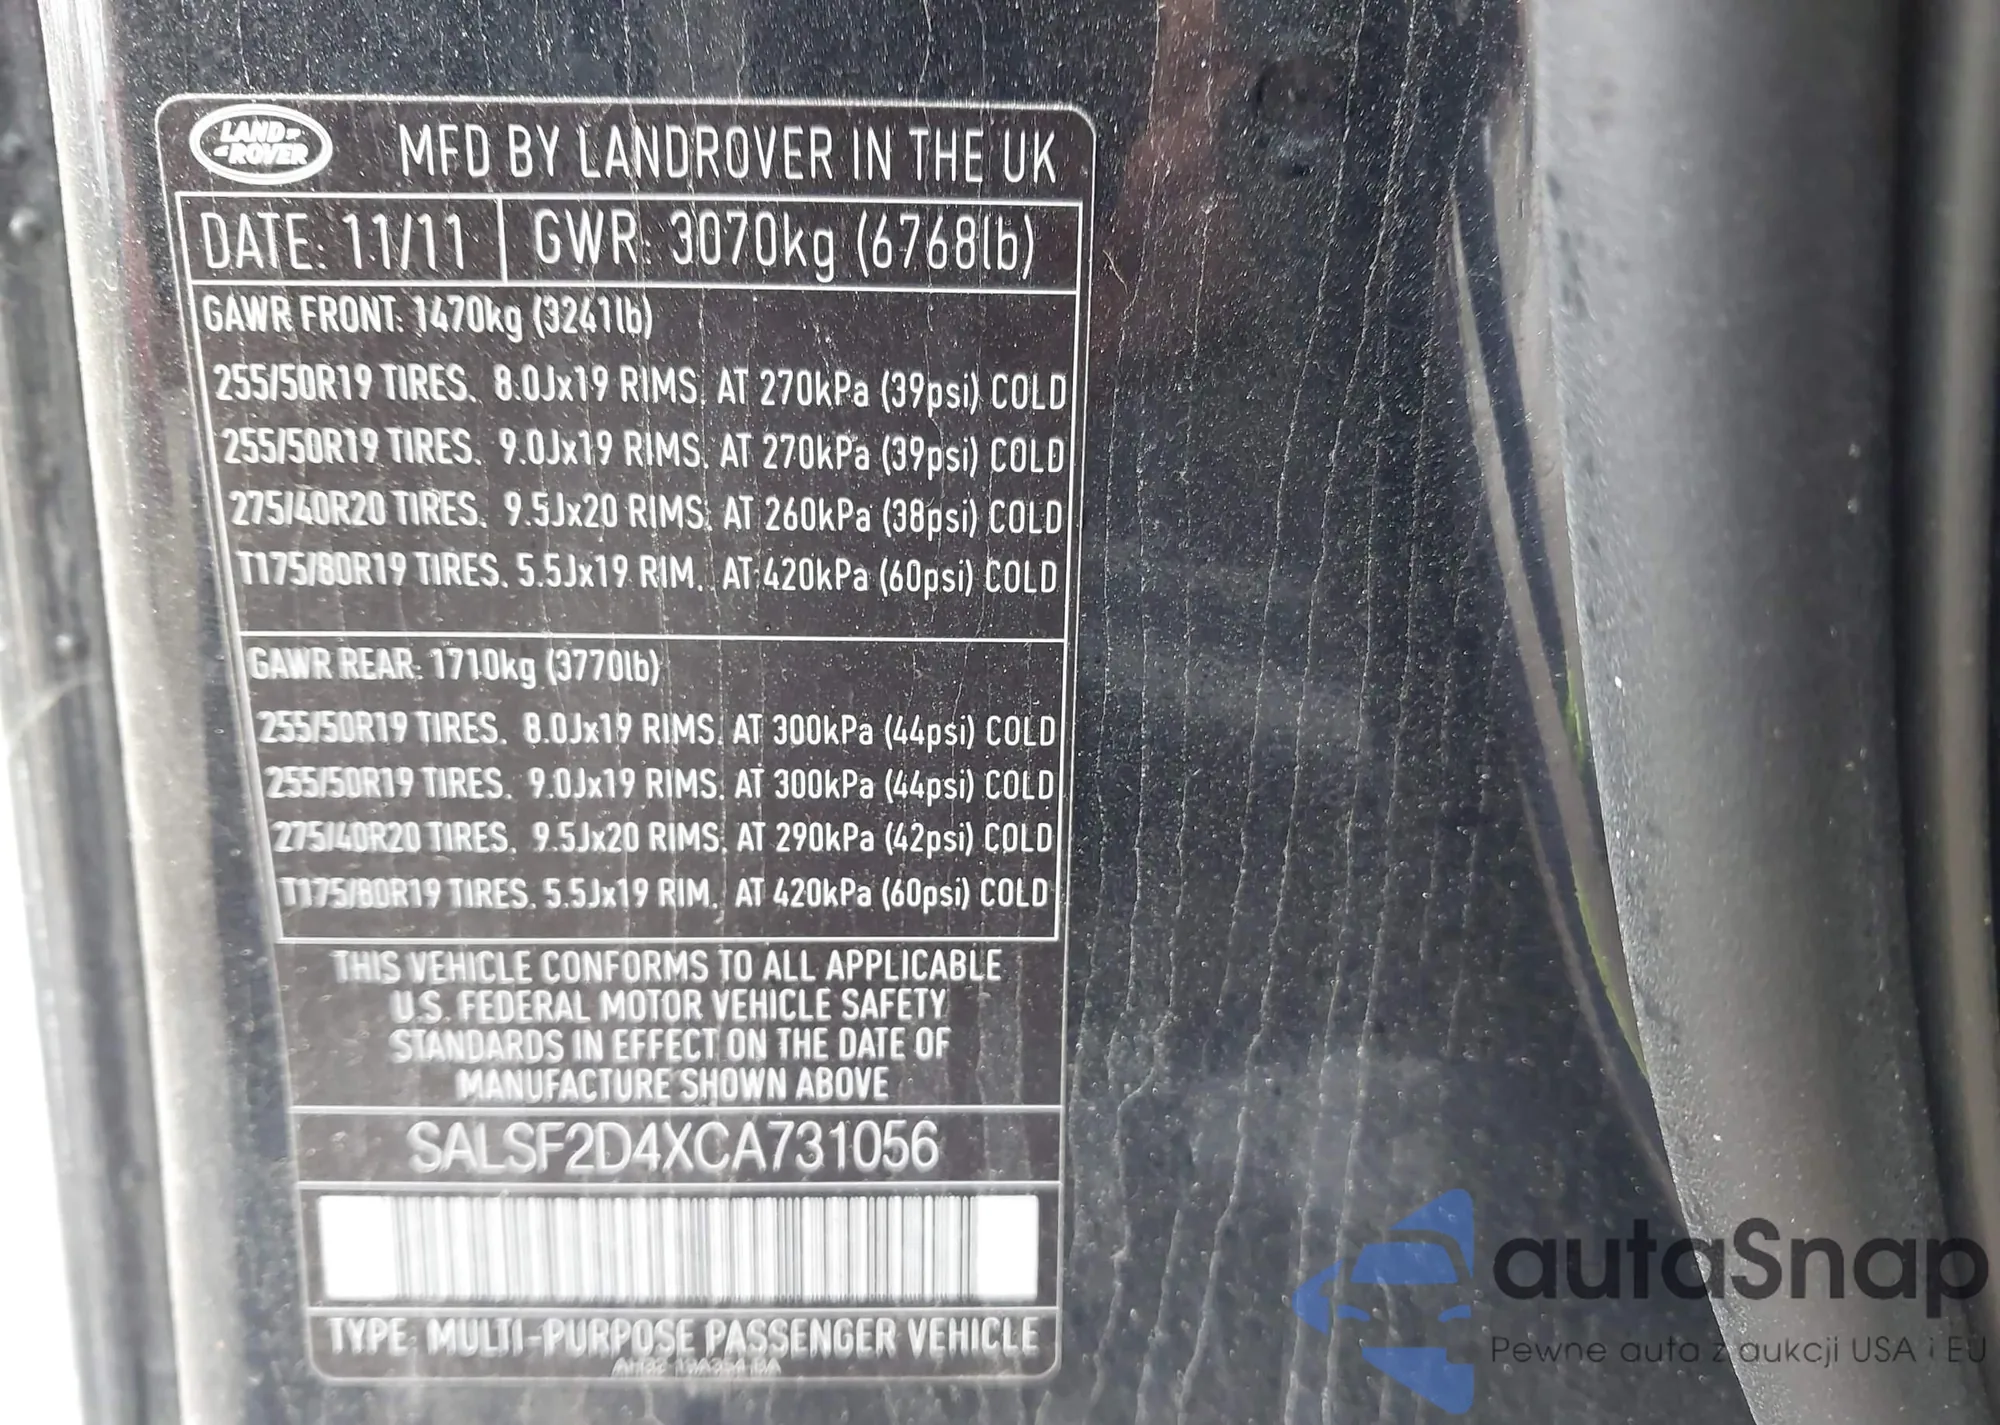 LAND ROVER
MFD BY LANDROVER IN THE UK
DATE: 11/11 GWR: 3070kg (6768lb)
GAWR FRONT: 1470kg (3241lb)
255/50R19 TIRES, 8.0Jx19 RIMS, AT 270kPa (39psi) COLD
255/50R19 TIRES, 9.0Jx19 RIMS, AT 270kPa (39psi) COLD
275/40R20 TIRES, 9.5Jx20 RIMS, AT 260kPa (38psi) COLD
T175/80R19 TIRES, 5.5Jx19 RIM, AT 420kPa (60psi) COLD
GAWR REAR: 1710kg (3770lb)
255/50R19 TIRES, 8.0Jx19 RIMS, AT 300kPa (44psi) COLD
255/50R19 TIRES, 9.0Jx19 RIMS, AT 300kPa (44psi) COLD
275/40R20 TIRES, 9.5Jx20 RIMS, AT 290kPa (42psi) COLD
T175/80R19 TIRES, 5.5Jx19 RIM, AT 420kPa (60psi) COLD
THIS VEHICLE CONFORMS TO ALL APPLICABLE
U.S. FEDERAL MOTOR VEHICLE SAFETY
STANDARDS IN EFFECT ON THE DATE OF
MANUFACTURE SHOWN ABOVE
SALSF2D4XCA731056
TYPE: MULTI-PURPOSE PASSENGER VEHICLE
autaSnap
Pewne auta z aukcji USA i EU